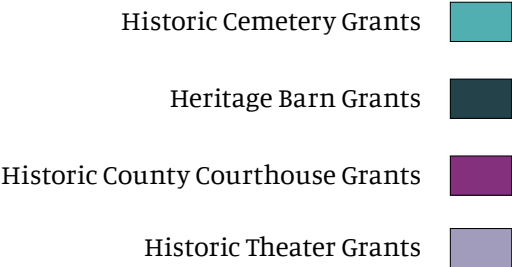 Historic Cemetery Grants
Heritage Barn Grants
Historic County Courthouse Grants
Historic Theater Grants